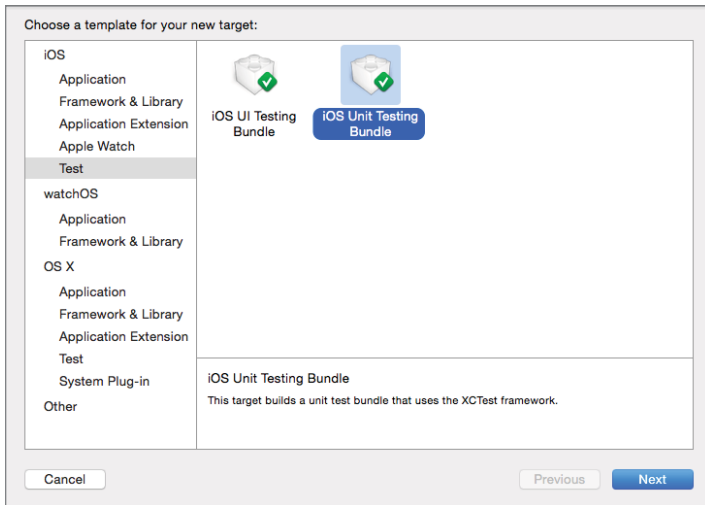 Choose a template for your new target:
iOS
Application
Framework & Library
Application Extension
Apple Watch
Test
watchOS
Application
Framework & Library
OS X
Application
Framework & Library
Application Extension
Test
System Plug-in
Other
iOS UI Testing
Bundle
iOS Unit Testing
Bundle
iOS Unit Testing Bundle
This target builds a unit test bundle that uses the XCTest framework.
Cancel
Previous
Next